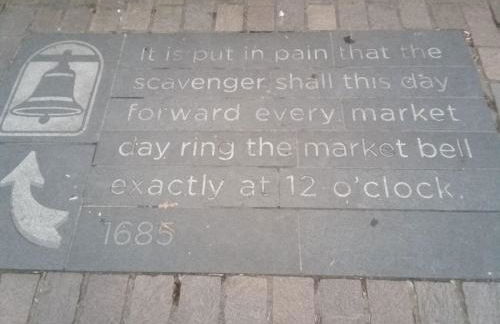 It is put in pain that the
scavenger shall this day
forward every market
day ring the market bell
exactly at 12 o'clock.
1685